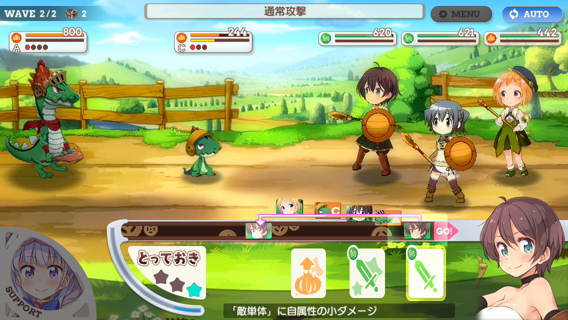 WAVE 2/2 2
通常攻撃
MENU
AUTO
800
A
244
C
620
621
442
C
GO!
とっておき
SUPPORT
「敵単体」に自属性の小ダメージ